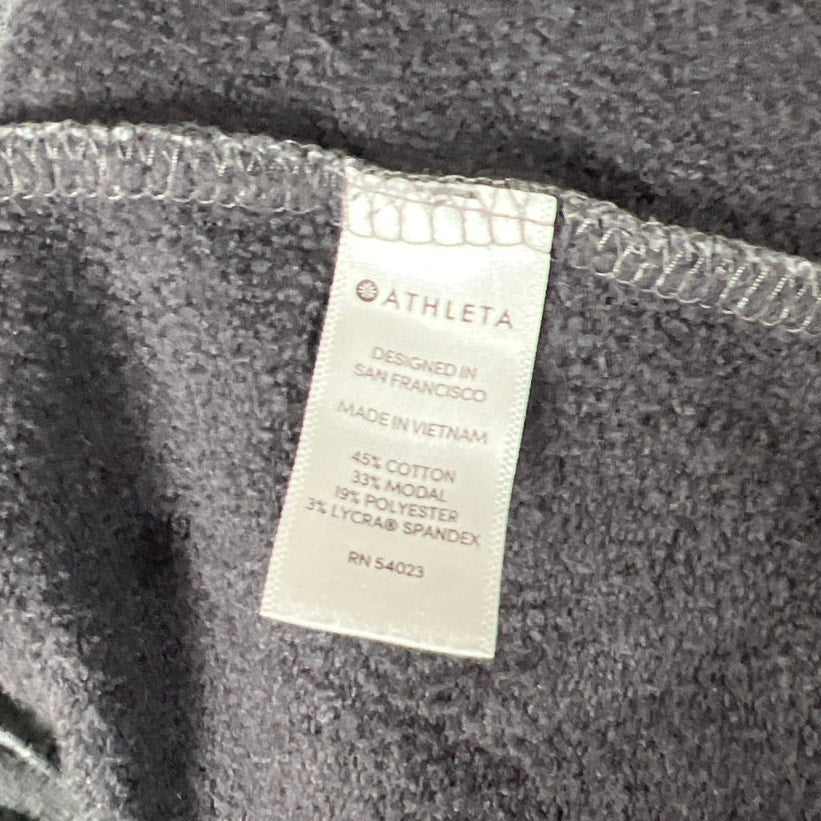 ATHLETA
DESIGNED IN
SAN FRANCISCO
MADE IN VIETNAM
45% COTTON
33% MODAL
19% POLYESTER
3% LYCRA® SPANDEX
RN 54023